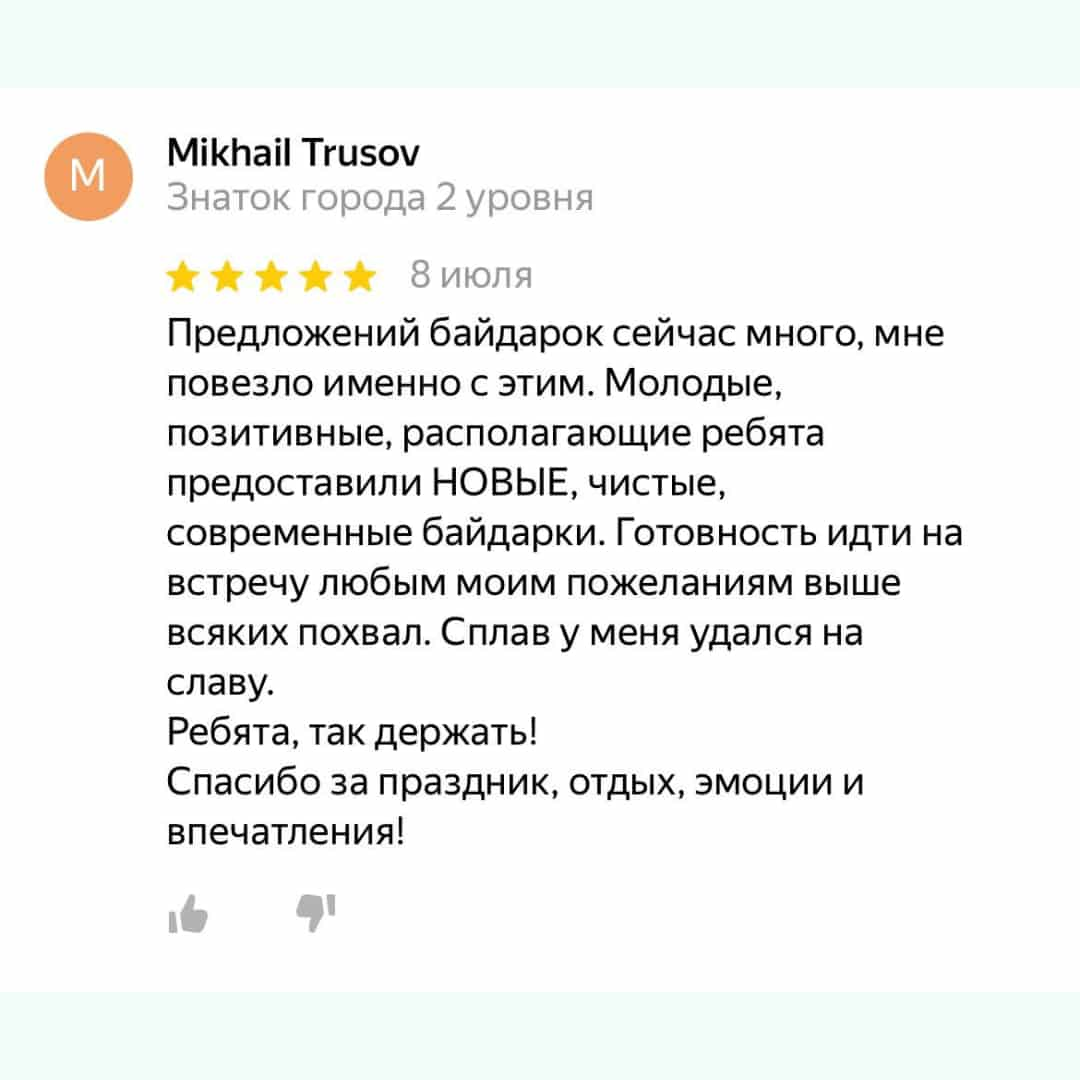 M
Mikhail Trusov
Знаток города 2 уровня
8 июля
Предложений байдарок сейчас много, мне
повезло именно с этим. Молодые,
позитивные, располагающие ребята
предоставили НОВЫЕ, чистые,
современные байдарки. Готовность идти на
встречу любым моим пожеланиям выше
всяких похвал. Сплав у меня удался на
славу.
Ребята, так держать!
Спасибо за праздник, отдых, эмоции и
впечатления!